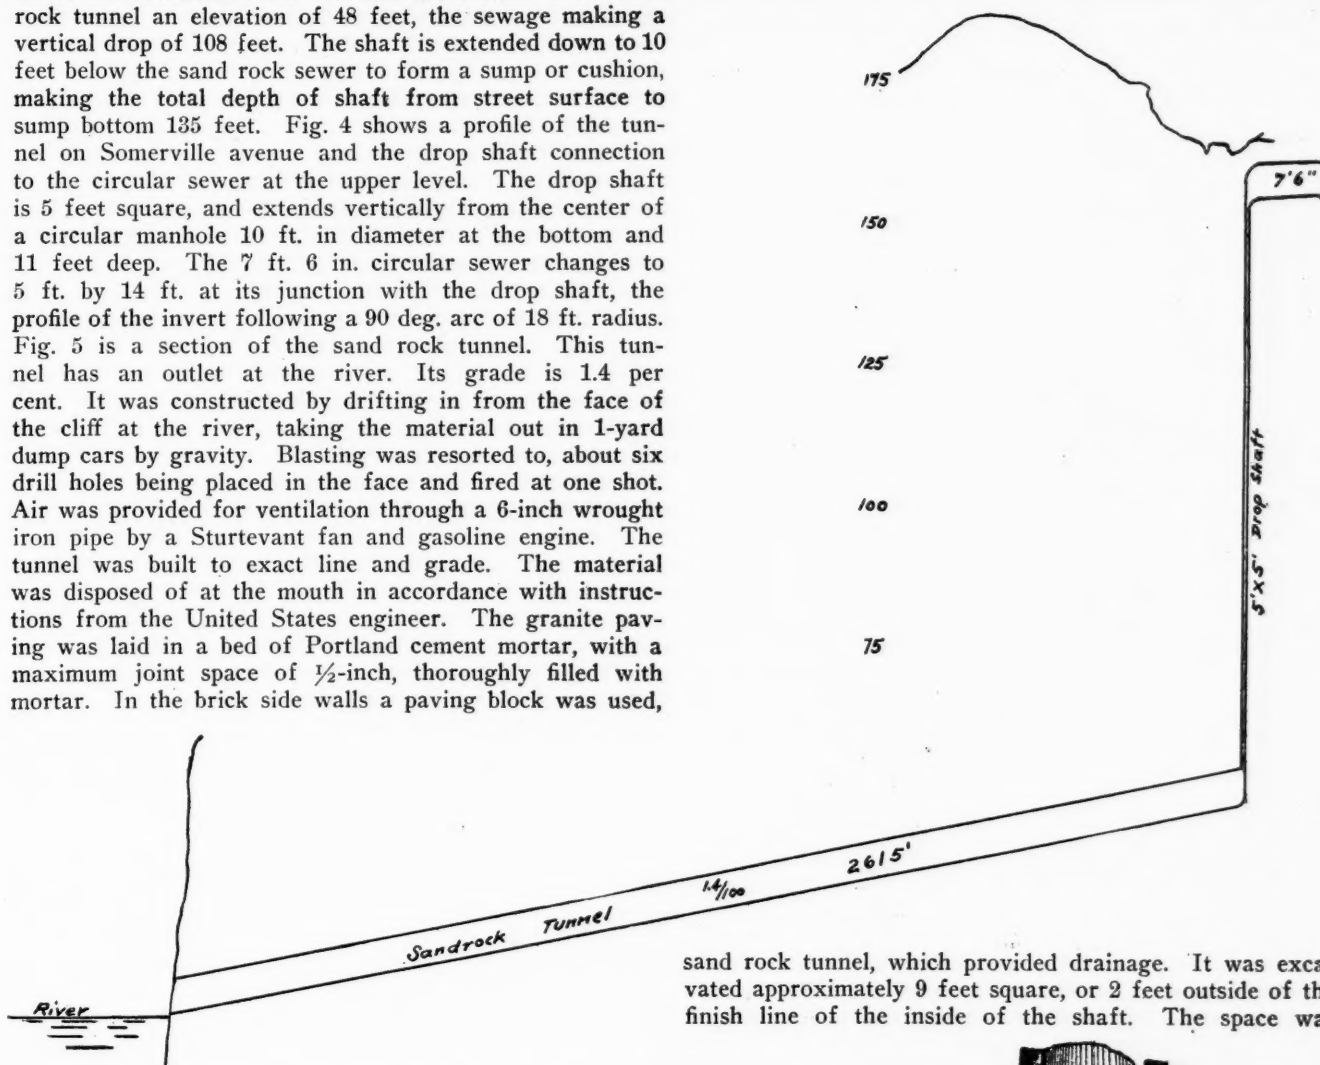 rock tunnel an elevation of 48 feet, the sewage making a
vertical drop of 108 feet. The shaft is extended down to 10
feet below the sand rock sewer to form a sump or cushion,
making the total depth of shaft from street surface to
sump bottom 135 feet. Fig. 4 shows a profile of the tun-
nel on Somerville avenue and the drop shaft connection
to the circular sewer at the upper level. The drop shaft
is 5 feet square, and extends vertically from the center of
a circular manhole 10 ft. in diameter at the bottom and
11 feet deep. The 7 ft. 6 in. circular sewer changes to
5 ft. by 14 ft. at its junction with the drop shaft, the
profile of the invert following a 90 deg. arc of 18 ft. radius.
Fig. 5 is a section of the sand rock tunnel. This tun-
nel has an outlet at the river. Its grade is 1.4 per
cent. It was constructed by drifting in from the face of
the cliff at the river, taking the material out in 1-yard
dump cars by gravity. Blasting was resorted to, about six
drill holes being placed in the face and fired at one shot.
Air was provided for ventilation through a 6-inch wrought
iron pipe by a Sturtevant fan and gasoline engine. The
tunnel was built to exact line and grade. The material
was disposed of at the mouth in accordance with instruc-
tions from the United States engineer. The granite pav-
ing was laid in a bed of Portland cement mortar, with a
maximum joint space of ½-inch, thoroughly filled with
mortar. In the brick side walls a paving block was used,
175
150
125
100
75
7'6"
5'X5' Drop Shaft
2615'
1.4/100
Sandrock Tunnel
River
sand rock tunnel, which provided drainage. It was exca
vated approximately 9 feet square, or 2 feet outside of th
finish line of the inside of the shaft. The space wa